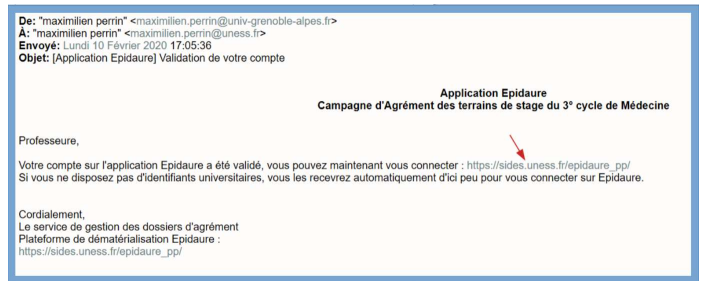 De: "maximilien perrin" <maximilien.perrin@univ-grenoble-alpes.fr>
À: "maximilien perrin" <maximilien.perrin@uness.fr>
Envoyé: Lundi 10 Février 2020 17:05:36
Objet: [Application Epidaure] Validation de votre compte
Application Epidaure
Campagne d'Agrément des terrains de stage du 3° cycle de Médecine
Professeure,
Votre compte sur l'application Epidaure a été validé, vous pouvez maintenant vous connecter : https://sides.uness.fr/epidaure_pp/
Si vous ne disposez pas d'identifiants universitaires, vous les recevrez automatiquement d'ici peu pour vous connecter sur Epidaure.
Cordialement,
Le service de gestion des dossiers d'agrément
Plateforme de dématérialisation Epidaure :
https://sides.uness.fr/epidaure_pp/